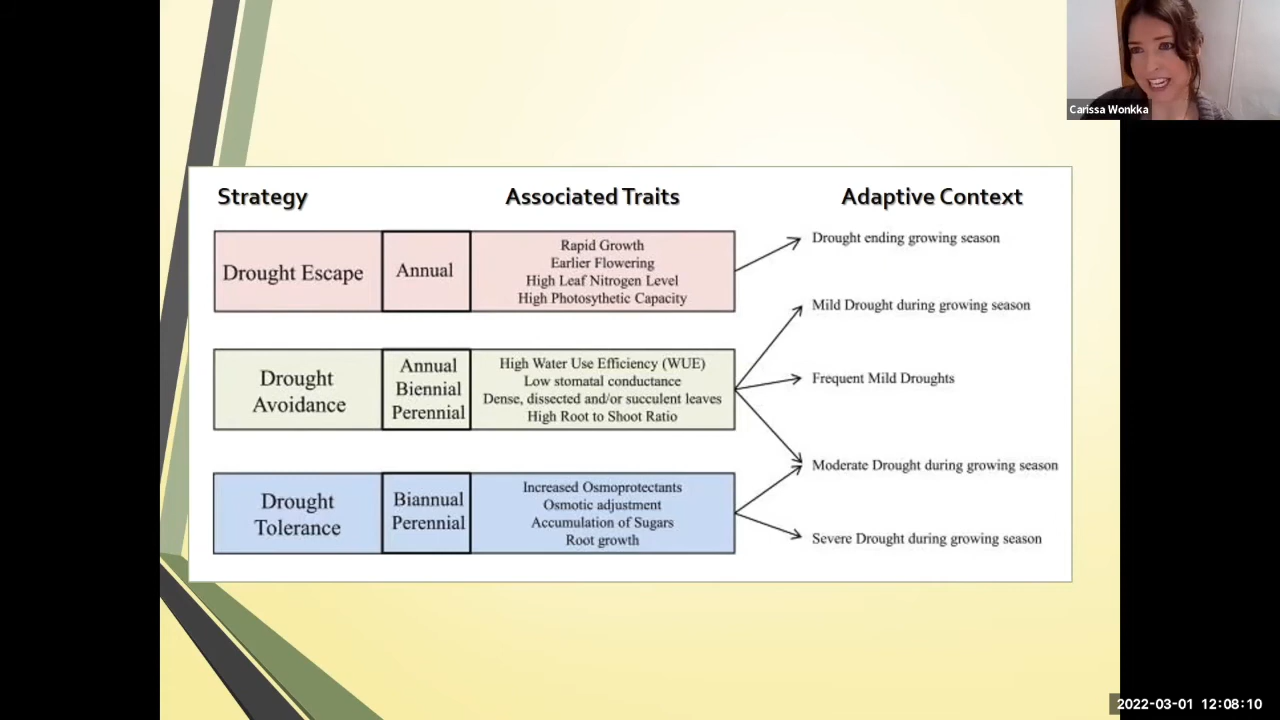 Carissa Wonkka
Strategy
Associated Traits
Adaptive Context
Drought Escape
Annual
Rapid Growth
Earlier Flowering
High Leaf Nitrogen Level
High Photosythetic Capacity
Drought ending growing season
Mild Drought during growing season
Drought
Avoidance
Annual
Biennial
Perennial
High Water Use Efficiency (WUE)
Low stomatal conductance
Dense, dissected and/or succulent leaves
High Root to Shoot Ratio
Frequent Mild Droughts
Moderate Drought during growing season
Drought
Tolerance
Biannual
Perennial
Increased Osmoprotectants
Osmotic adjustment
Accumulation of Sugars
Root growth
Severe Drought during growing season
2022-03-01 12:08:10